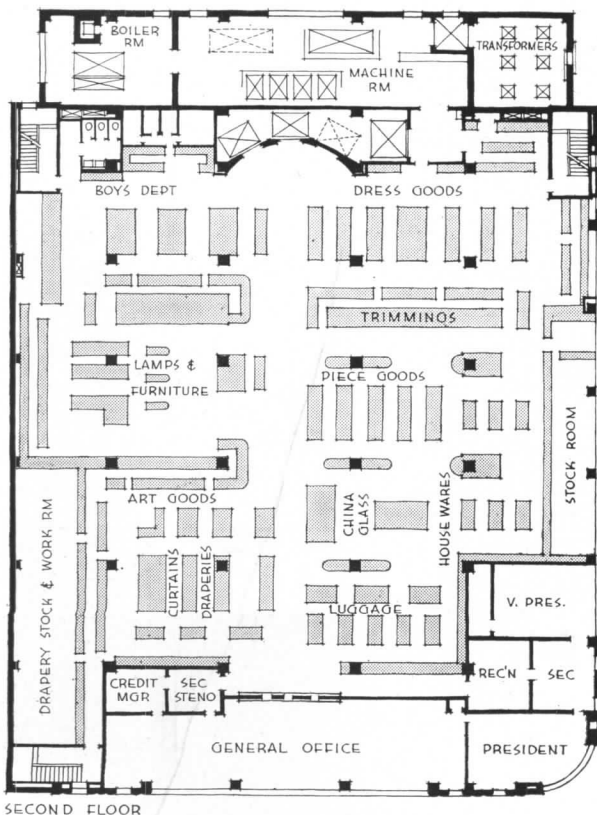 BOILER
RM
MACHINE
RM
TRANSFORMERS
BOYS DEPT
DRESS GOODS
TRIMMINGS
LAMPS &
FURNITURE
PIECE GOODS
STOCK ROOM
ART GOODS
CHINA
GLASS
HOUSE WARES
CURTAINS
DRAPERIES
DRAPERY STOCK & WORK RM
LUGGAGE
V. PRES.
CREDIT
MGR
SEC
STENO
REC'N
SEC
GENERAL OFFICE
PRESIDENT
SECOND FLOOR